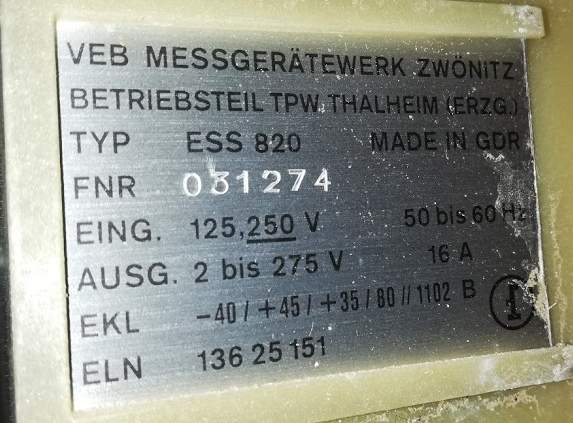 VEB MESSGERÄTEWERK ZWÖNITZ
BETRIEBSTEIL TPW THALHEIM (ERZG.)
TYP ESS 820 MADE IN GDR
FNR 031274
EING. 125,250 V 50 bis 60 Hz
AUSG. 2 bis 275 V 16 A
EKL -40 / +45 / +35 / 80 // 1102 B
ELN 136 25 151